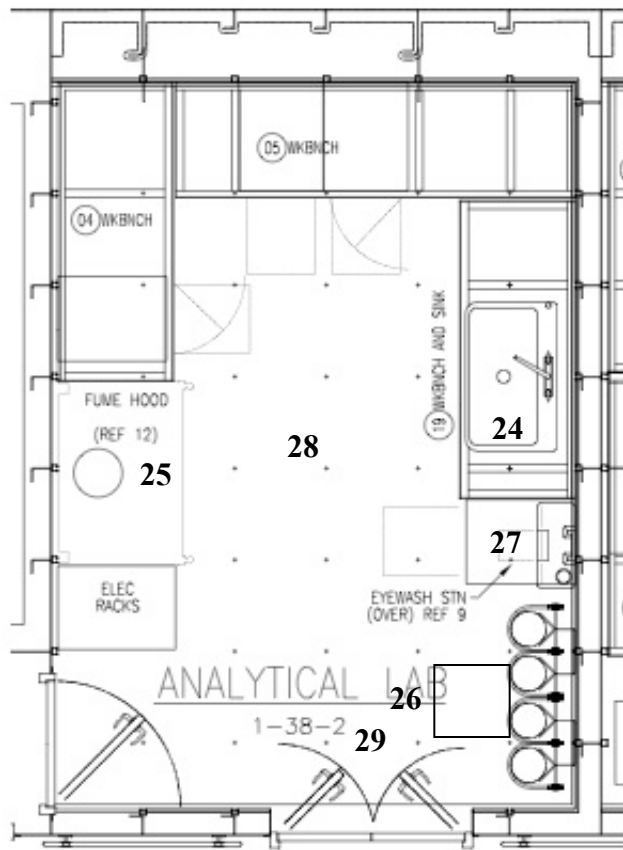 05 WKBNCH
04 WKBNCH
19 WKBNCH AND SINK
24
FUME HOOD
(REF 12)
25
28
27
ELEC
RACKS
EYEWASH STN
(OVER) REF 9
ANALYTICAL LAB
26
1-38-2
29